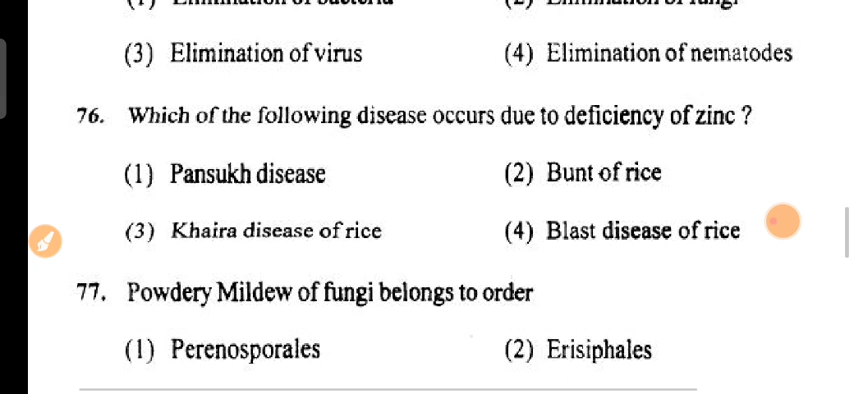 (3) Elimination of virus (4) Elimination of nematodes
76. Which of the following disease occurs due to deficiency of zinc ?
(1) Pansukh disease (2) Bunt of rice
(3) Khaira disease of rice (4) Blast disease of rice
77. Powdery Mildew of fungi belongs to order
(1) Perenosporales (2) Erisiphales